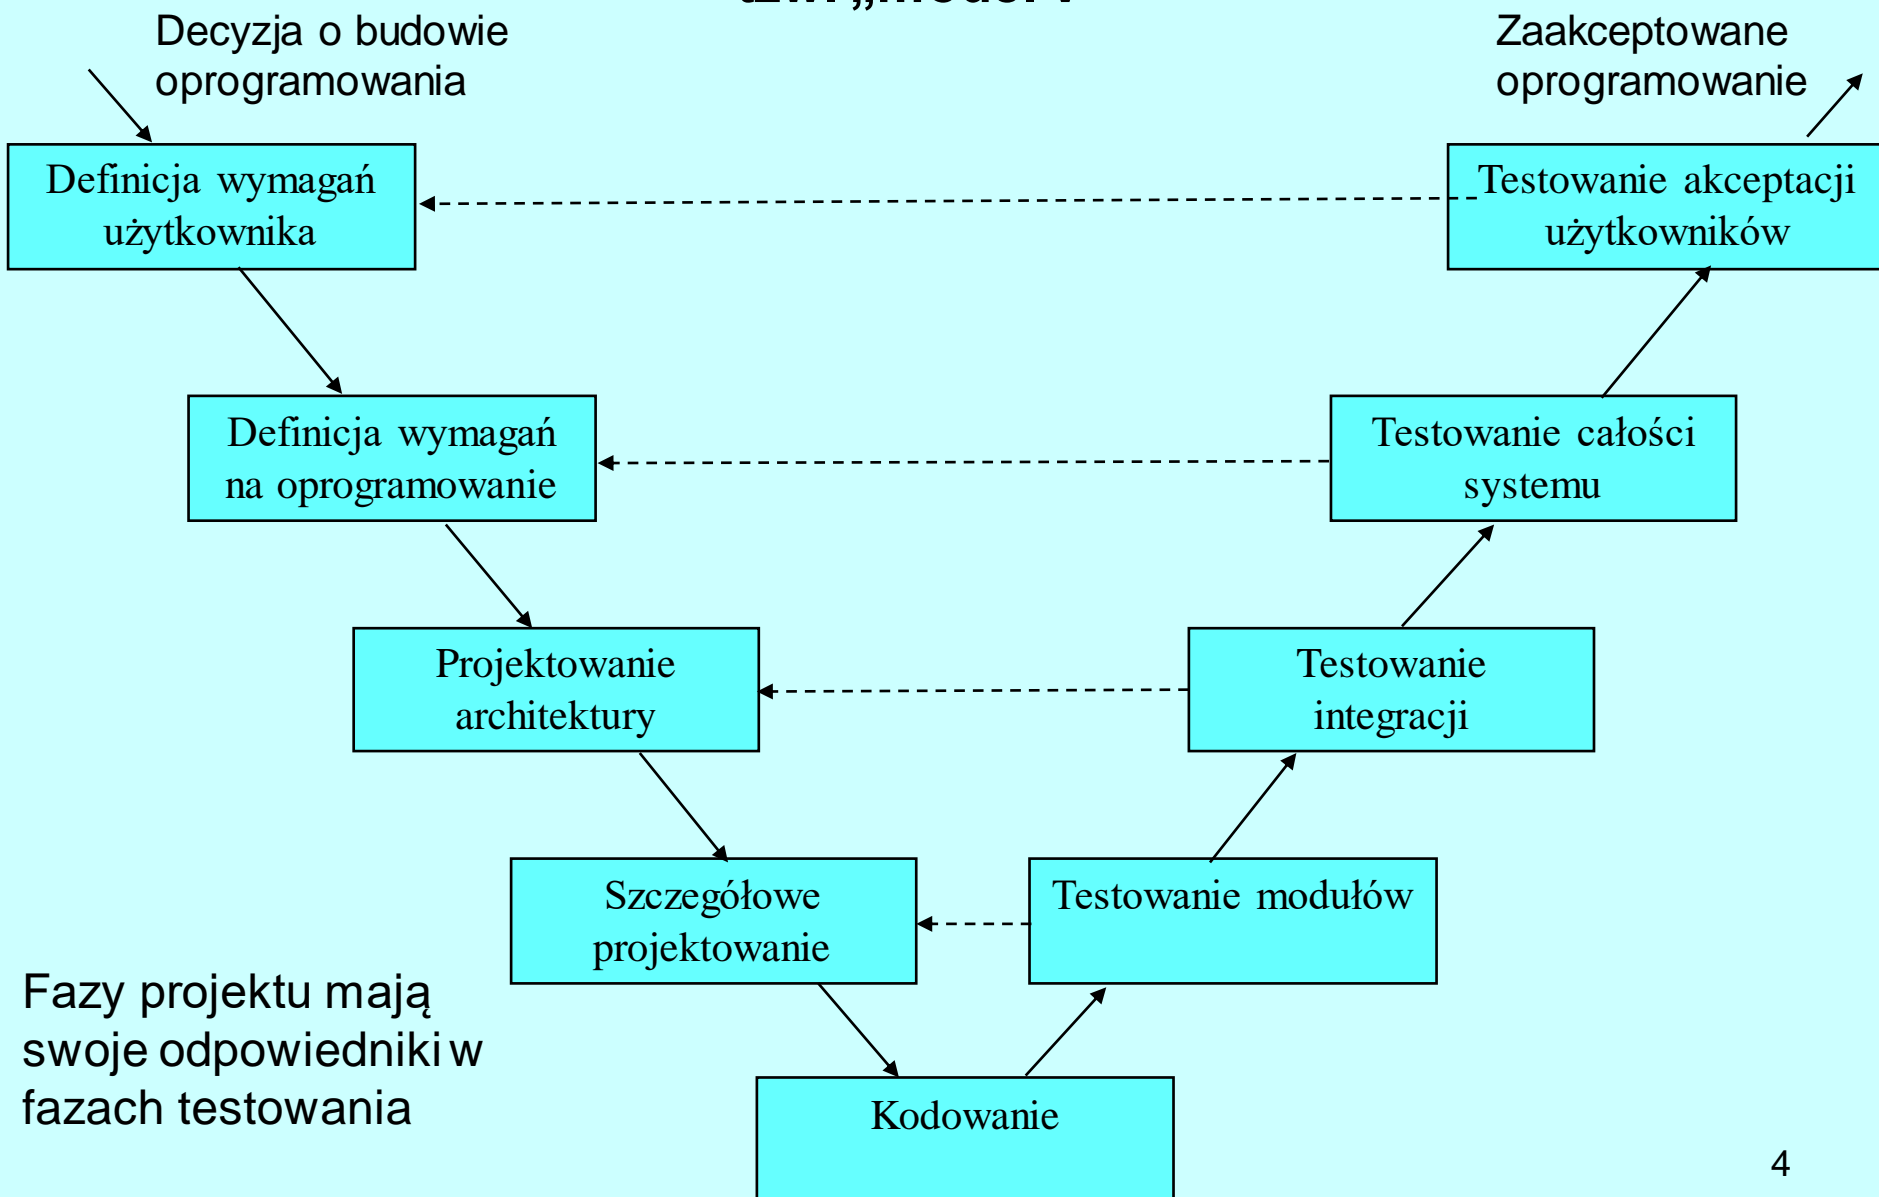 Decyzja o budowie
oprogramowania
Zaakceptowane
oprogramowanie
Definicja wymagań
użytkownika
Testowanie akceptacji
użytkowników
Definicja wymagań
na oprogramowanie
Testowanie całości
systemu
Projektowanie
architektury
Testowanie
integracji
Szczegółowe
projektowanie
Testowanie modułów
Fazy projektu mają
swoje odpowiedniki w
fazach testowania
Kodowanie
4